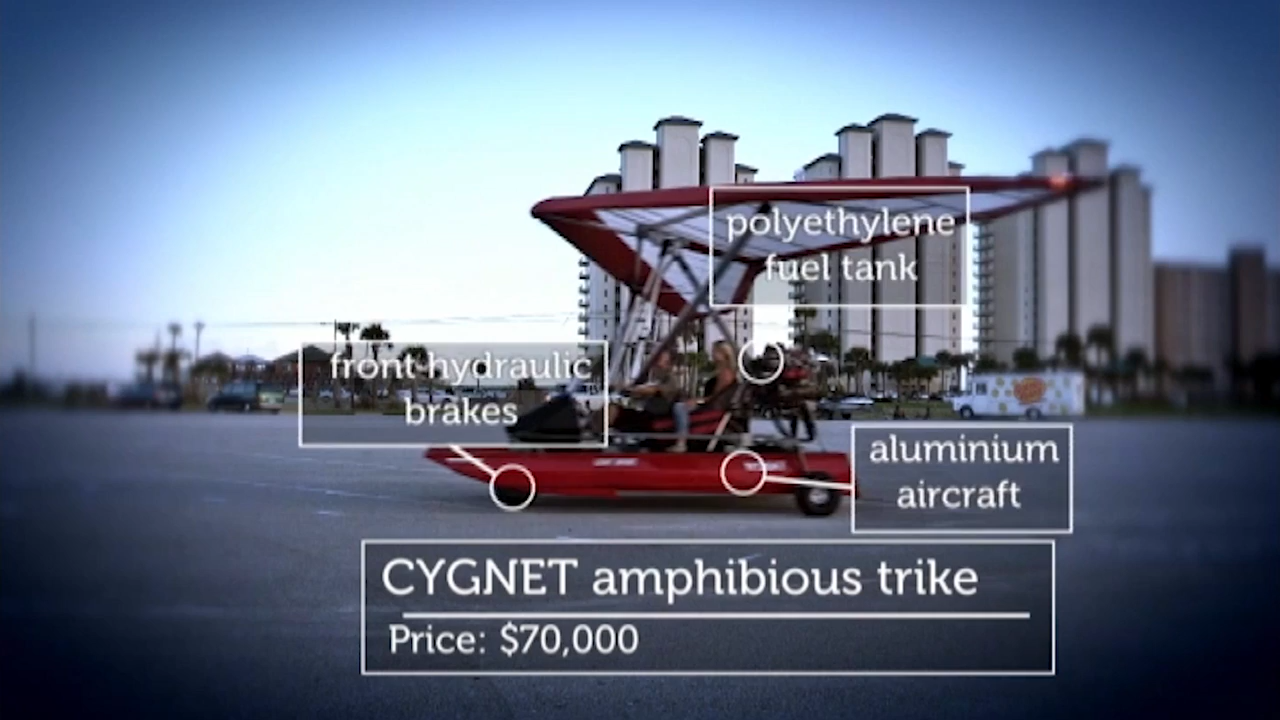 polyethylene
fuel tank
front hydraulic
brakes
aluminium
aircraft
CYGNET amphibious trike
Price: $70,000